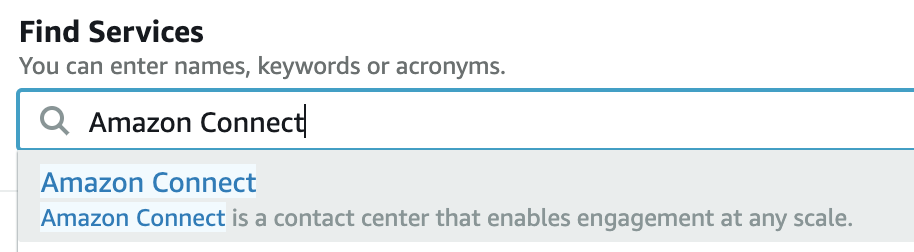 Find Services
You can enter names, keywords or acronyms.
Amazon Connect
Amazon Connect
Amazon Connect is a contact center that enables engagement at any scale.